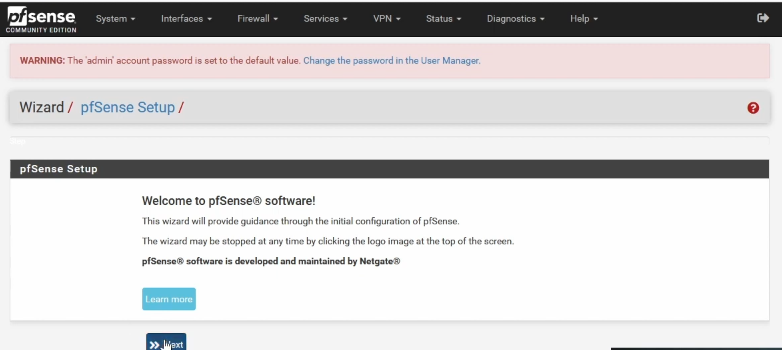 pfsense
COMMUNITY EDITION
System
Interfaces
Firewall
Services
VPN
Status
Diagnostics
Help
WARNING: The 'admin' account password is set to the default value. Change the password in the User Manager.
Wizard / pfSense Setup /
pfSense Setup
Welcome to pfSense® software!
This wizard will provide guidance through the initial configuration of pfSense.
The wizard may be stopped at any time by clicking the logo image at the top of the screen.
pfSense® software is developed and maintained by Netgate®
Learn more
Next